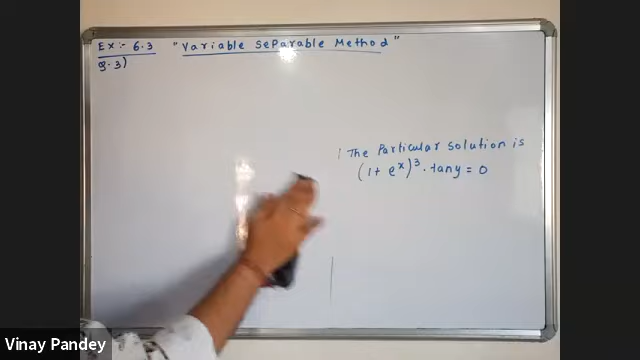 Ex:- 6.3 "Variable Separable Method"
Q.3)
The Particular solution is
(1+ e^x)^3 . tany = 0
Vinay Pandey